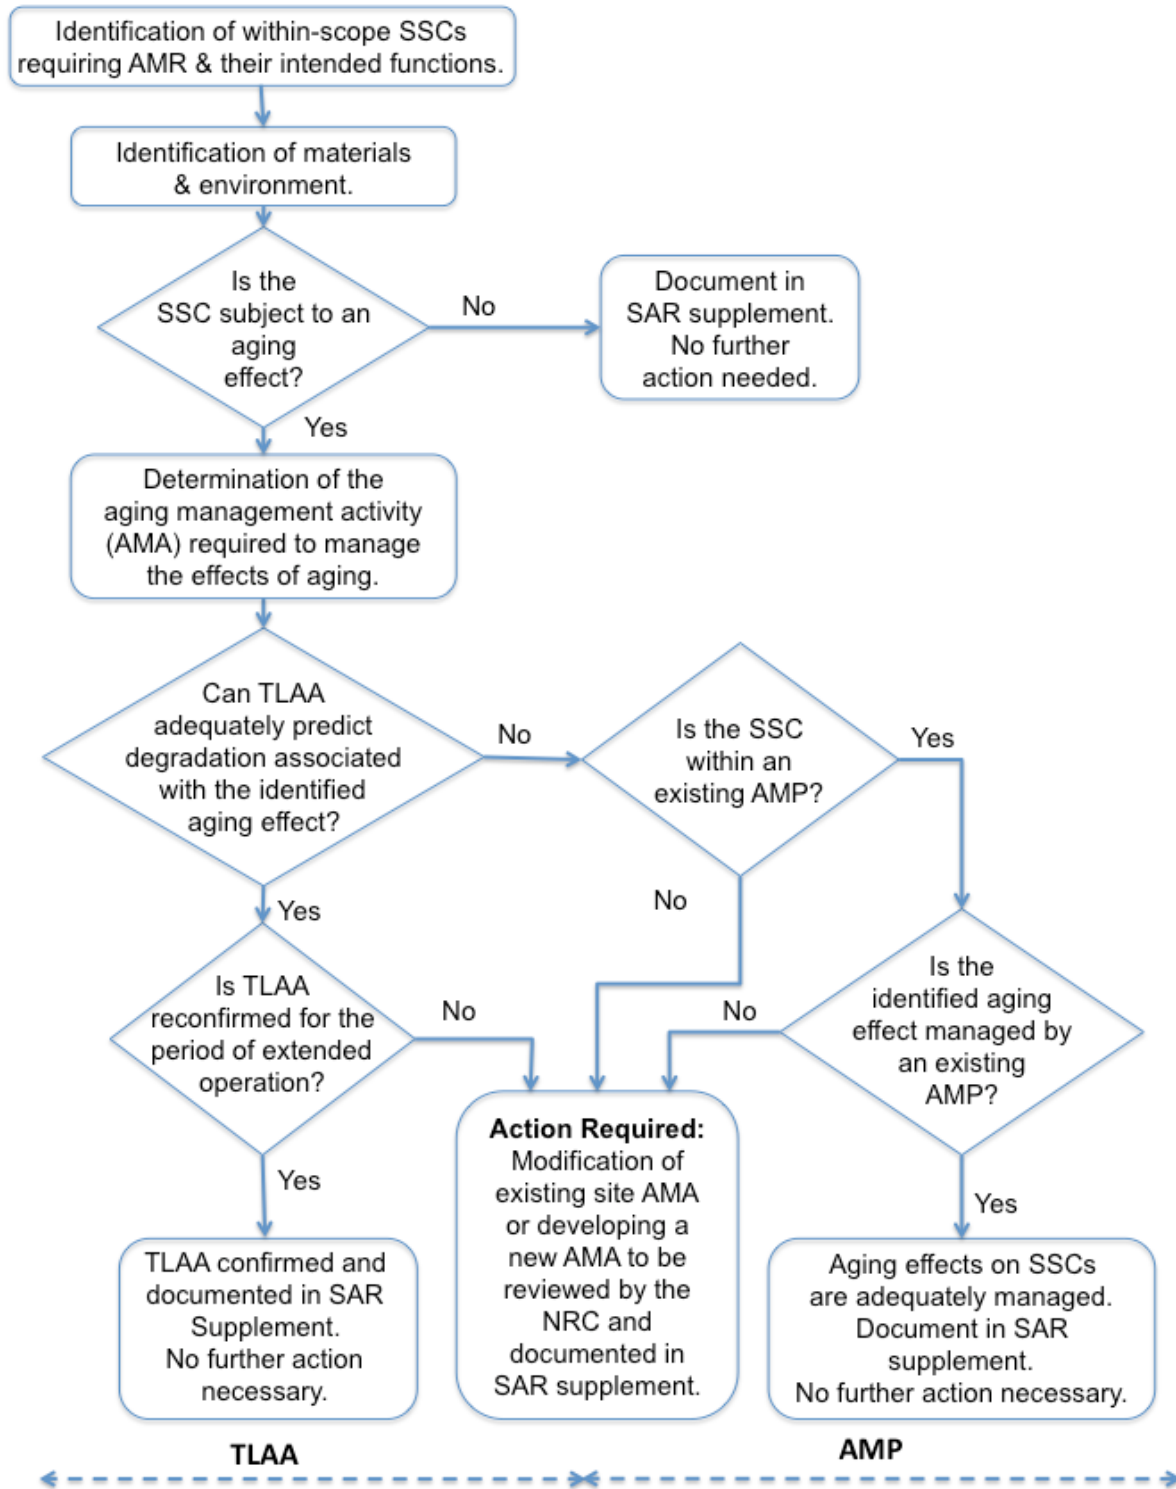 Identification of within-scope SSCs
requiring AMR & their intended functions.
Identification of materials
& environment.
Is the
SSC subject to an
aging
effect?
No
Document in
SAR supplement.
No further
action needed.
Yes
Determination of the
aging management activity
(AMA) required to manage
the effects of aging.
Can TLAA
adequately predict
degradation associated
with the identified
aging effect?
No
Is the SSC
within an
existing AMP?
Yes
Yes
No
Is TLAA
reconfirmed for the
period of extended
operation?
No
No
Is the
identified aging
effect managed by
an existing
AMP?
Yes
Action Required:
Modification of
existing site AMA
or developing a
new AMA to be
reviewed by the
NRC and
documented in
SAR supplement.
Yes
TLAA confirmed and
documented in SAR
Supplement.
No further action
necessary.
Aging effects on SSCs
are adequately managed.
Document in SAR
supplement.
No further action necessary.
TLAA
AMP